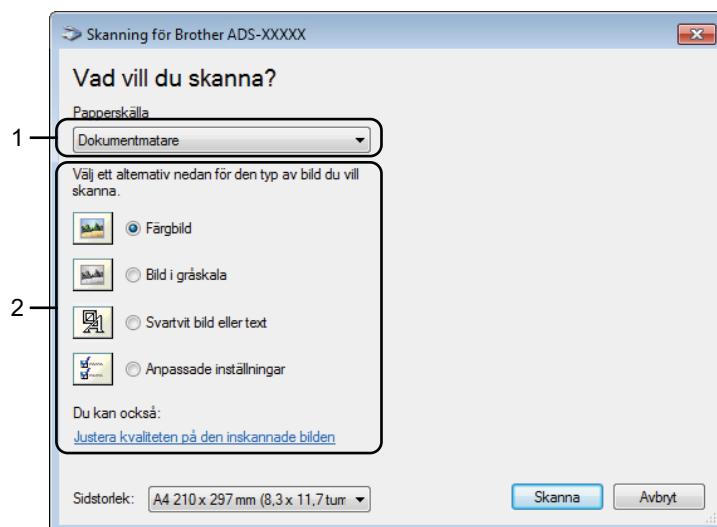 Skanning för Brother ADS-XXXXX
Vad vill du skanna?
Papperskälla
1
Dokumentmatare
Välj ett alternativ nedan för den typ av bild du vill
skanna.
Färgbild
Bild i gråskala
2
Svartvit bild eller text
Anpassade inställningar
Du kan också:
Justera kvaliteten på den inskannade bilden
Sidstorlek: A4 210 x 297 mm (8,3 x 11,7 tum
Skanna Avbryt